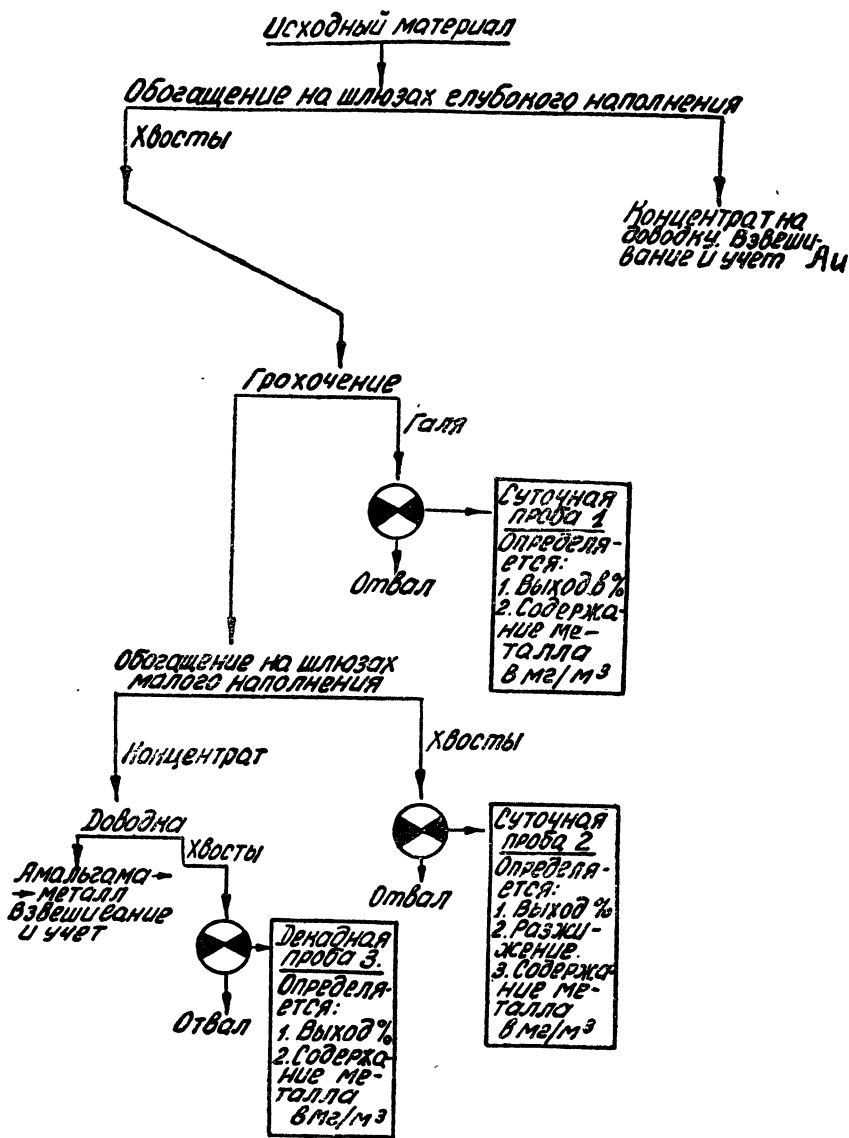 Исходный материал
Обогащение на шлюзах глубокого наполнения
Хвосты
Концентрат на
доводку. Взвеши-
вание и учет Au
Грохочение
Галя
Суточная
проба 1
Определя-
ется:
1. Выход в %
2. Содержа-
ние ме-
талла
в мг/м³
Отвал
Обогащение на шлюзах
малого наполнения
Концентрат
Хвосты
Доводка
Хвосты
Амальгама →
→ металл
Взвешивание
и учет
Отвал
Суточная
проба 2
Определя-
ется:
1. Выход %
2. Разжи-
жение.
3. Содержа-
ние ме-
талла
в мг/м³
Декадная
проба 3.
Определя-
ется:
1. Выход %
2. Содержа-
ние ме-
талла
в мг/м³
Отвал